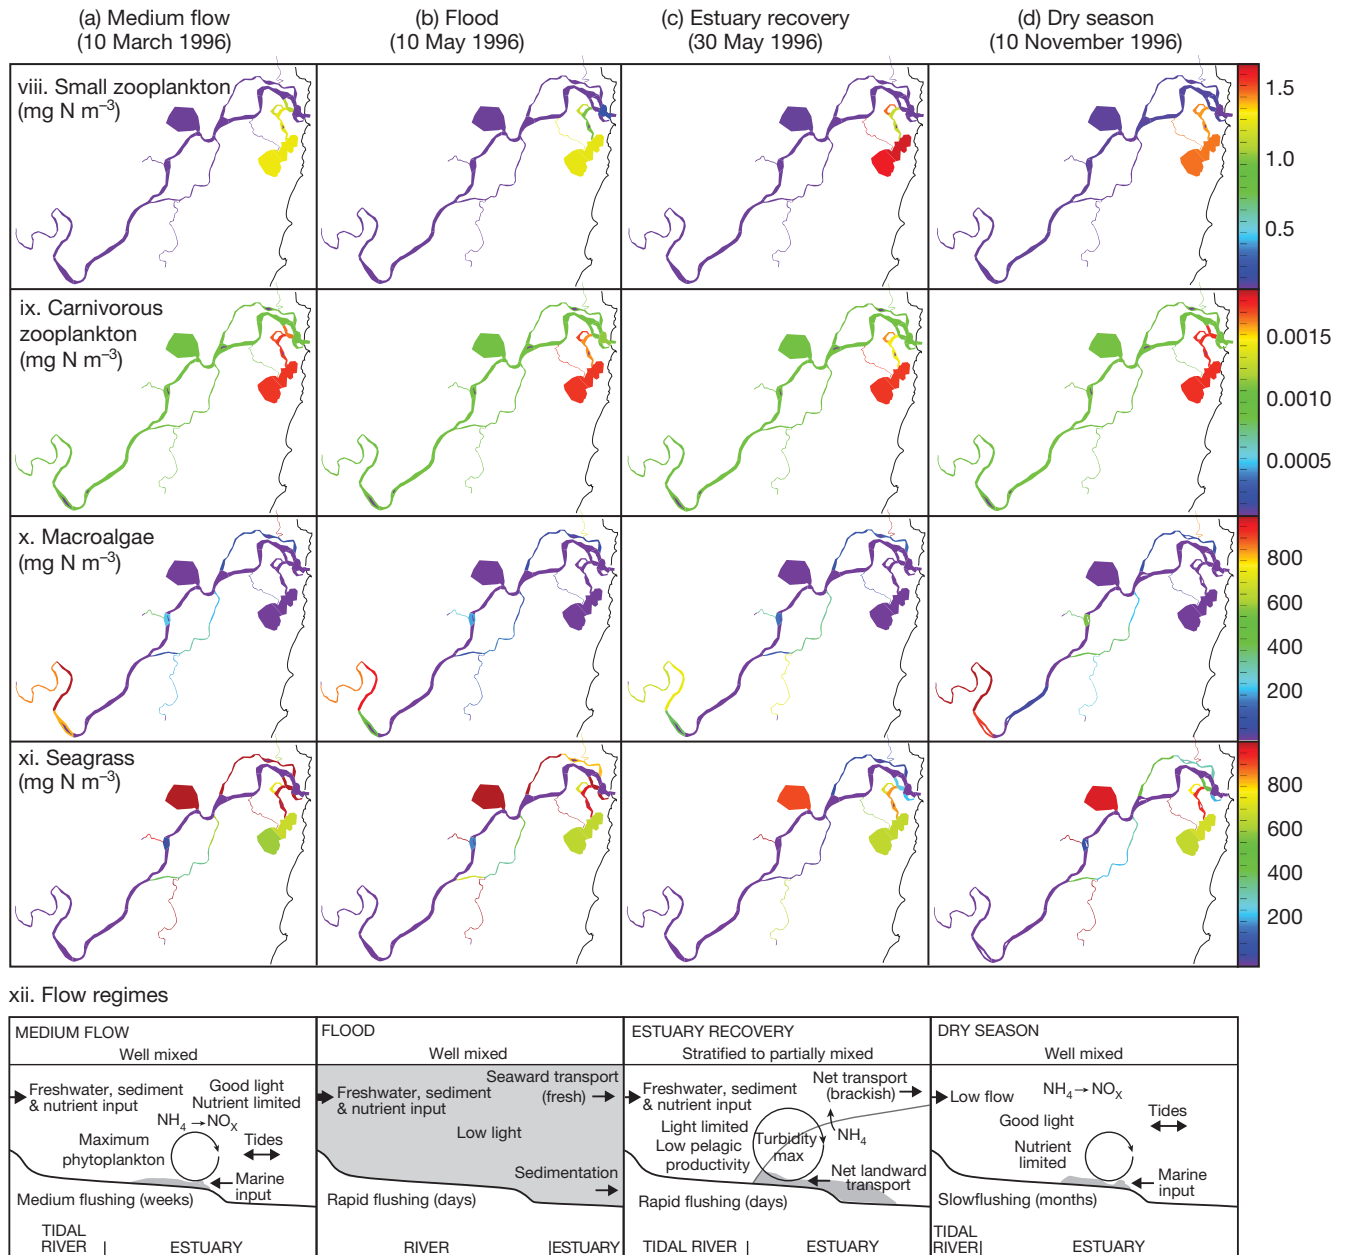 (a) Medium flow
(10 March 1996)
(b) Flood
(10 May 1996)
(c) Estuary recovery
(30 May 1996)
(d) Dry season
(10 November 1996)
viii. Small zooplankton
(mg N m–3)
1.5
1.0
0.5
ix. Carnivorous
zooplankton
(mg N m–3)
0.0015
0.0010
0.0005
x. Macroalgae
(mg N m–3)
800
600
400
200
xi. Seagrass
(mg N m–3)
800
600
400
200
xii. Flow regimes
MEDIUM FLOW
Well mixed
Freshwater, sediment
& nutrient input
Good light
Nutrient limited
NH4 → NOX
Maximum
phytoplankton
Tides
Marine
input
Medium flushing (weeks)
TIDAL
RIVER
ESTUARY
FLOOD
Well mixed
Freshwater, sediment
& nutrient input
Seaward transport
(fresh)
Low light
Sedimentation
Rapid flushing (days)
RIVER
ESTUARY
ESTUARY RECOVERY
Stratified to partially mixed
Freshwater, sediment
& nutrient input
Net transport
(brackish)
Light limited
Low pelagic
productivity
Turbidity
max
NH4
Net landward
transport
Rapid flushing (days)
TIDAL RIVER
ESTUARY
DRY SEASON
Well mixed
Low flow
NH4 → NOX
Good light
Tides
Nutrient
limited
Marine
input
Slowflushing (months)
TIDAL
RIVER
ESTUARY